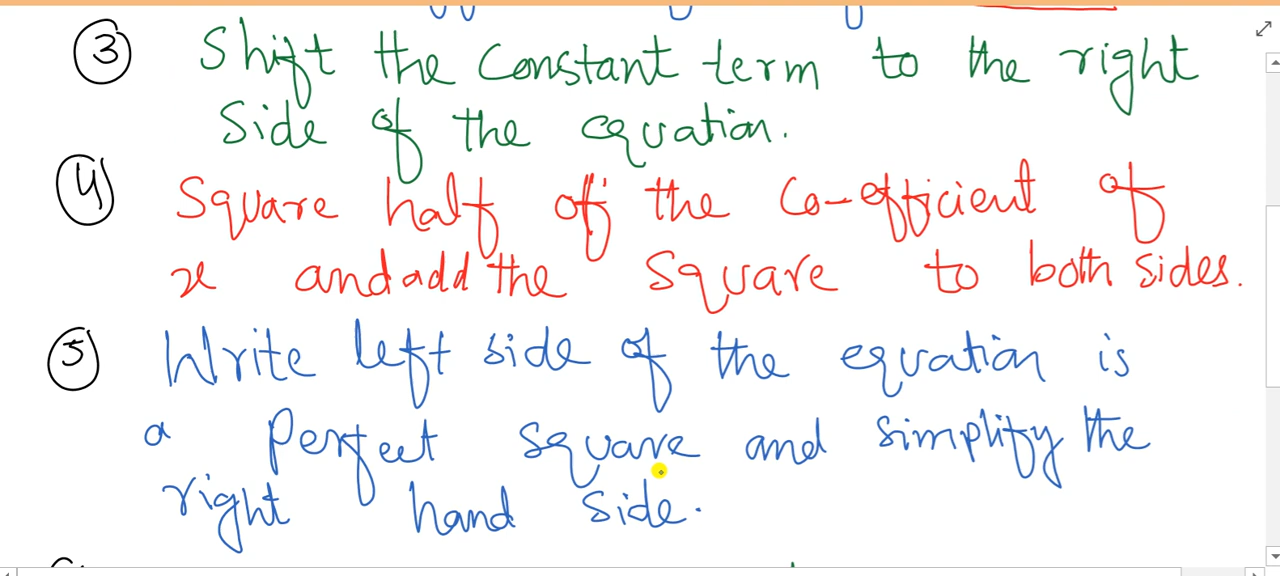 ③ Shift the Constant term to the right
Side of the equation.
④ Square half of the Co-efficient of
x and add the square to both sides.
⑤ Write left side of the equation is
a Perfect square and simplify the
right hand side.